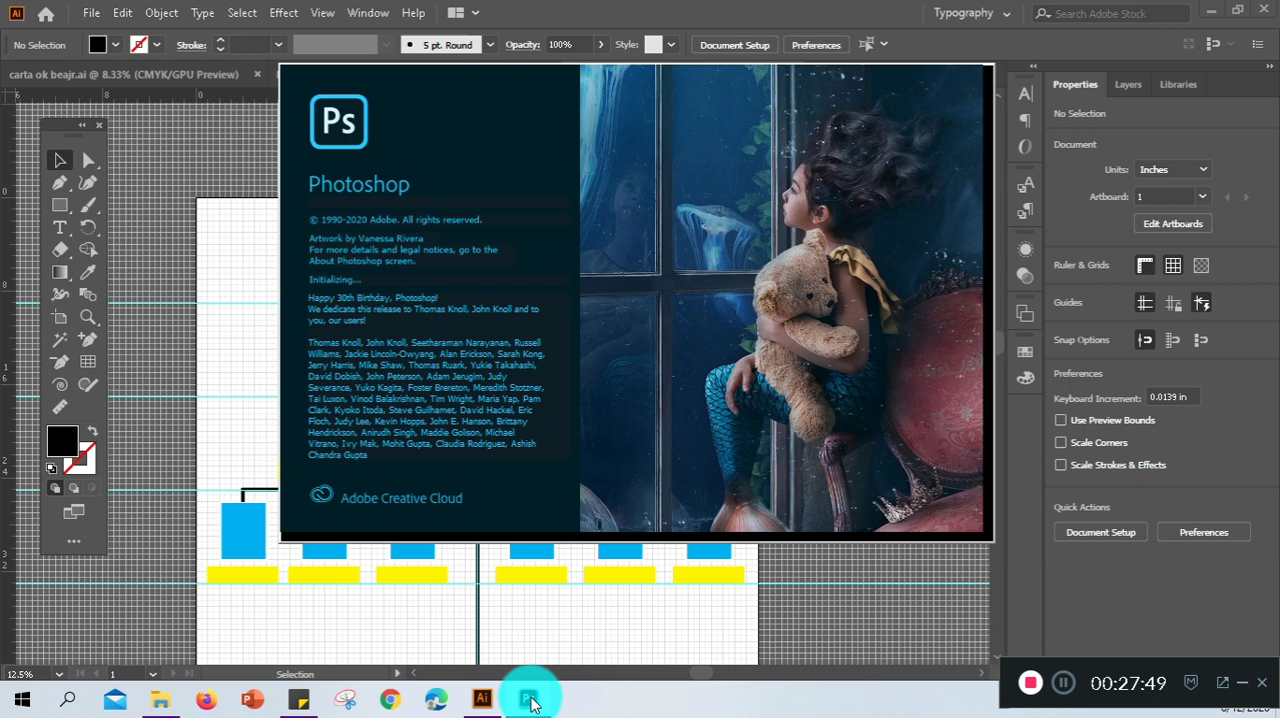 Ai File Edit Object Type Select Effect View Window Help Typography Search Adobe Stock
No Selection Stroke: 5 pt. Round Opacity: 100% Style: Document Setup Preferences
carta ok beajr.ai @ 8.33% (CMYK/GPU Preview)
Ps
Photoshop
© 1990-2020 Adobe. All rights reserved.
Artwork by Vanessa Rivera
For more details and legal notices, go to the
About Photoshop screen.
Initializing...
Happy 30th Birthday, Photoshop!
We dedicate this release to Thomas Knoll, John Knoll and to
you, our users!
Thomas Knoll, John Knoll, Seetharaman Narayanan, Russell
Williams, Jackie Lincoln-Owyang, Alan Erickson, Sarah Kong,
Jerry Harris, Mike Shaw, Thomas Ruark, Yukie Takahashi,
David Dobish, John Peterson, Adam Jerugim, Judy
Severance, Yuko Kagita, Foster Brereton, Meredith Stotzner,
Tai Luxon, Vinod Balakrishnan, Tim Wright, Maria Yap, Pam
Clark, Kyoko Itoda, Steve Guilhamet, David Hackel, Eric
Floch, Judy Lee, Kevin Hopps, John E. Hanson, Brittany
Hendrickson, Anirudh Singh, Maddie Golison, Michael
Vitrano, Ivy Mak, Mohit Gupta, Claudia Rodriguez, Ashish
Chandra Gupta
Adobe Creative Cloud
Properties Layers Libraries
No Selection
Document
Units: Inches
Artboard: 1
Edit Artboards
Ruler & Grids
Guides
Snap Options
Preferences
Keyboard Increment: 0.0139 in
Use Preview Bounds
Scale Corners
Scale Strokes & Effects
Quick Actions
Document Setup Preferences
12.5% 1 Selection
00:27:49